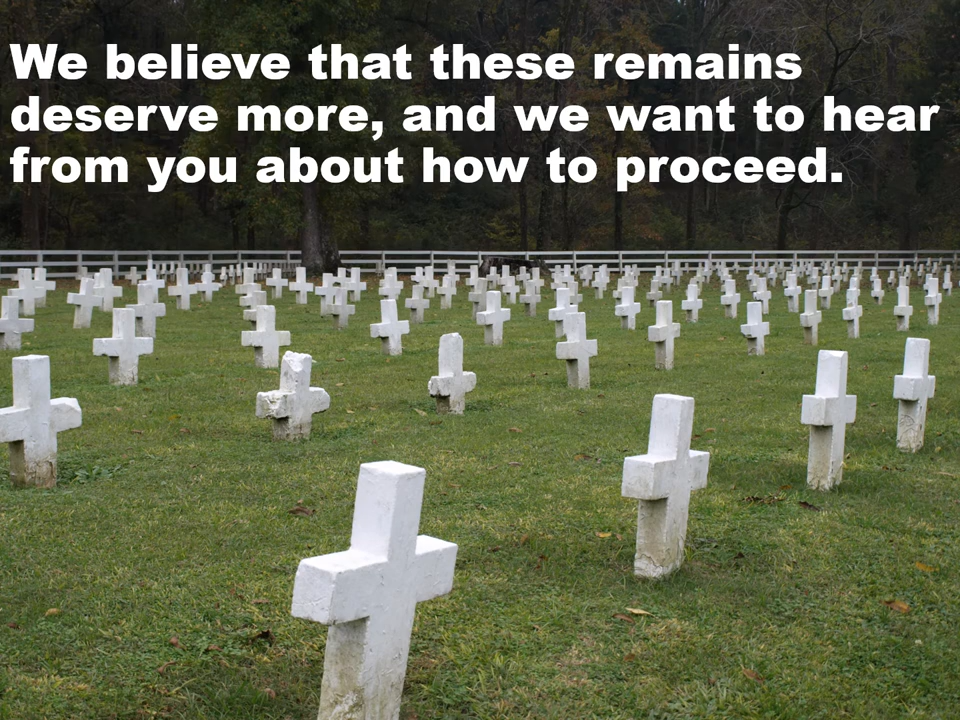 We believe that these remains
deserve more, and we want to hear
from you about how to proceed.